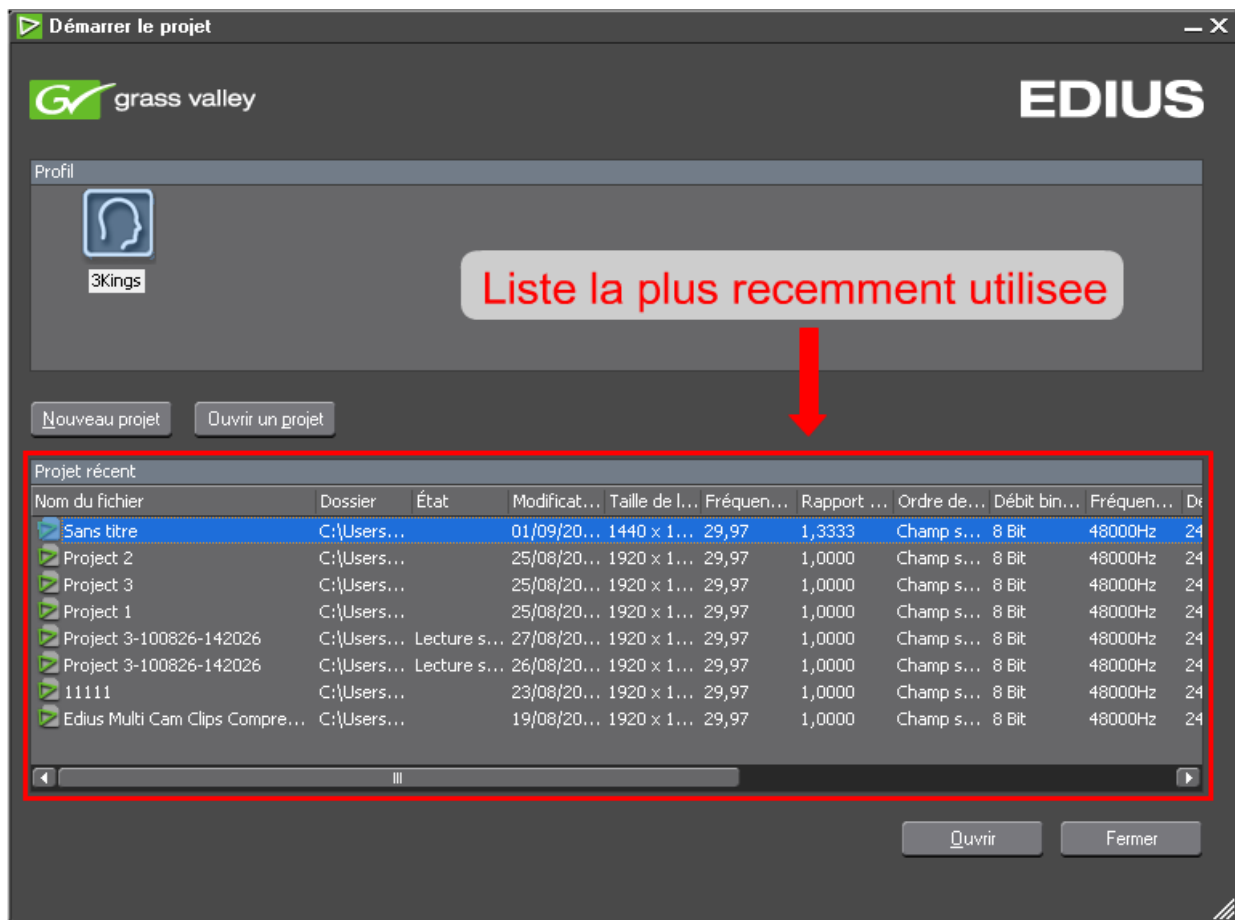 Démarrer le projet
grass valley
EDIUS
Profil
3Kings
Liste la plus recemment utilisee
Nouveau projet Ouvrir un projet
Projet récent
Nom du fichier Dossier État Modificat... Taille de l... Fréquen... Rapport ... Ordre de... Débit bin... Fréquen... De
Sans titre C:\Users... 01/09/20... 1440 x 1... 29,97 1,3333 Champ s... 8 Bit 48000Hz 24
Project 2 C:\Users... 25/08/20... 1920 x 1... 29,97 1,0000 Champ s... 8 Bit 48000Hz 24
Project 3 C:\Users... 25/08/20... 1920 x 1... 29,97 1,0000 Champ s... 8 Bit 48000Hz 24
Project 1 C:\Users... 25/08/20... 1920 x 1... 29,97 1,0000 Champ s... 8 Bit 48000Hz 24
Project 3-100826-142026 C:\Users... Lecture s... 27/08/20... 1920 x 1... 29,97 1,0000 Champ s... 8 Bit 48000Hz 24
Project 3-100826-142026 C:\Users... Lecture s... 26/08/20... 1920 x 1... 29,97 1,0000 Champ s... 8 Bit 48000Hz 24
11111 C:\Users... 23/08/20... 1920 x 1... 29,97 1,0000 Champ s... 8 Bit 48000Hz 24
Edius Multi Cam Clips Compre... C:\Users... 19/08/20... 1920 x 1... 29,97 1,0000 Champ s... 8 Bit 48000Hz 24
Ouvrir Fermer